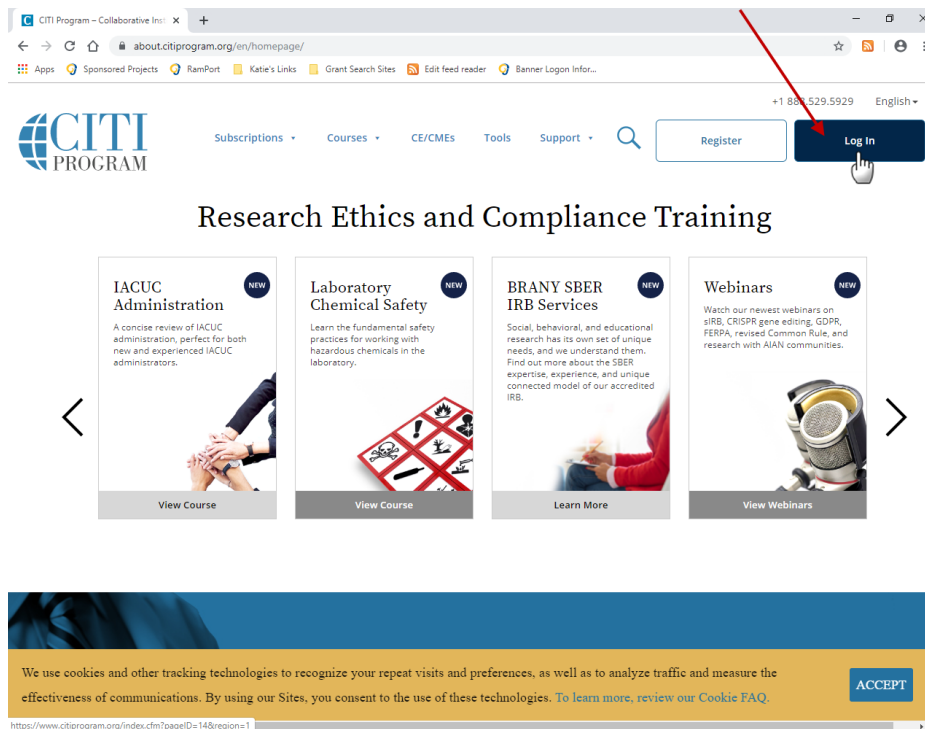 CITI Program – Collaborative Inst
about.citiprogram.org/en/homepage/
Apps Sponsored Projects RamPort Katie's Links Grant Search Sites Edit feed reader Banner Logon Infor...
+1 888.529.5929 English
CITI
PROGRAM
Subscriptions Courses CE/CMEs Tools Support Register Log In
Research Ethics and Compliance Training
IACUC
Administration
NEW
A concise review of IACUC
administration, perfect for both
new and experienced IACUC
administrators.
View Course
Laboratory
Chemical Safety
NEW
Learn the fundamental safety
practices for working with
hazardous chemicals in the
laboratory.
View Course
BRANY SBER
IRB Services
NEW
Social, behavioral, and educational
research has its own set of unique
needs, and we understand them.
Find out more about the SBER
expertise, experience, and unique
connected model of our accredited
IRB.
Learn More
Webinars
NEW
Watch our newest webinars on
sIRB, CRISPR gene editing, GDPR,
FERPA, revised Common Rule, and
research with AIAN communities.
View Webinars
We use cookies and other tracking technologies to recognize your repeat visits and preferences, as well as to analyze traffic and measure the
effectiveness of communications. By using our Sites, you consent to the use of these technologies. To learn more, review our Cookie FAQ.
ACCEPT
https://www.citiprogram.org/index.cfm?pageID=14&region=1